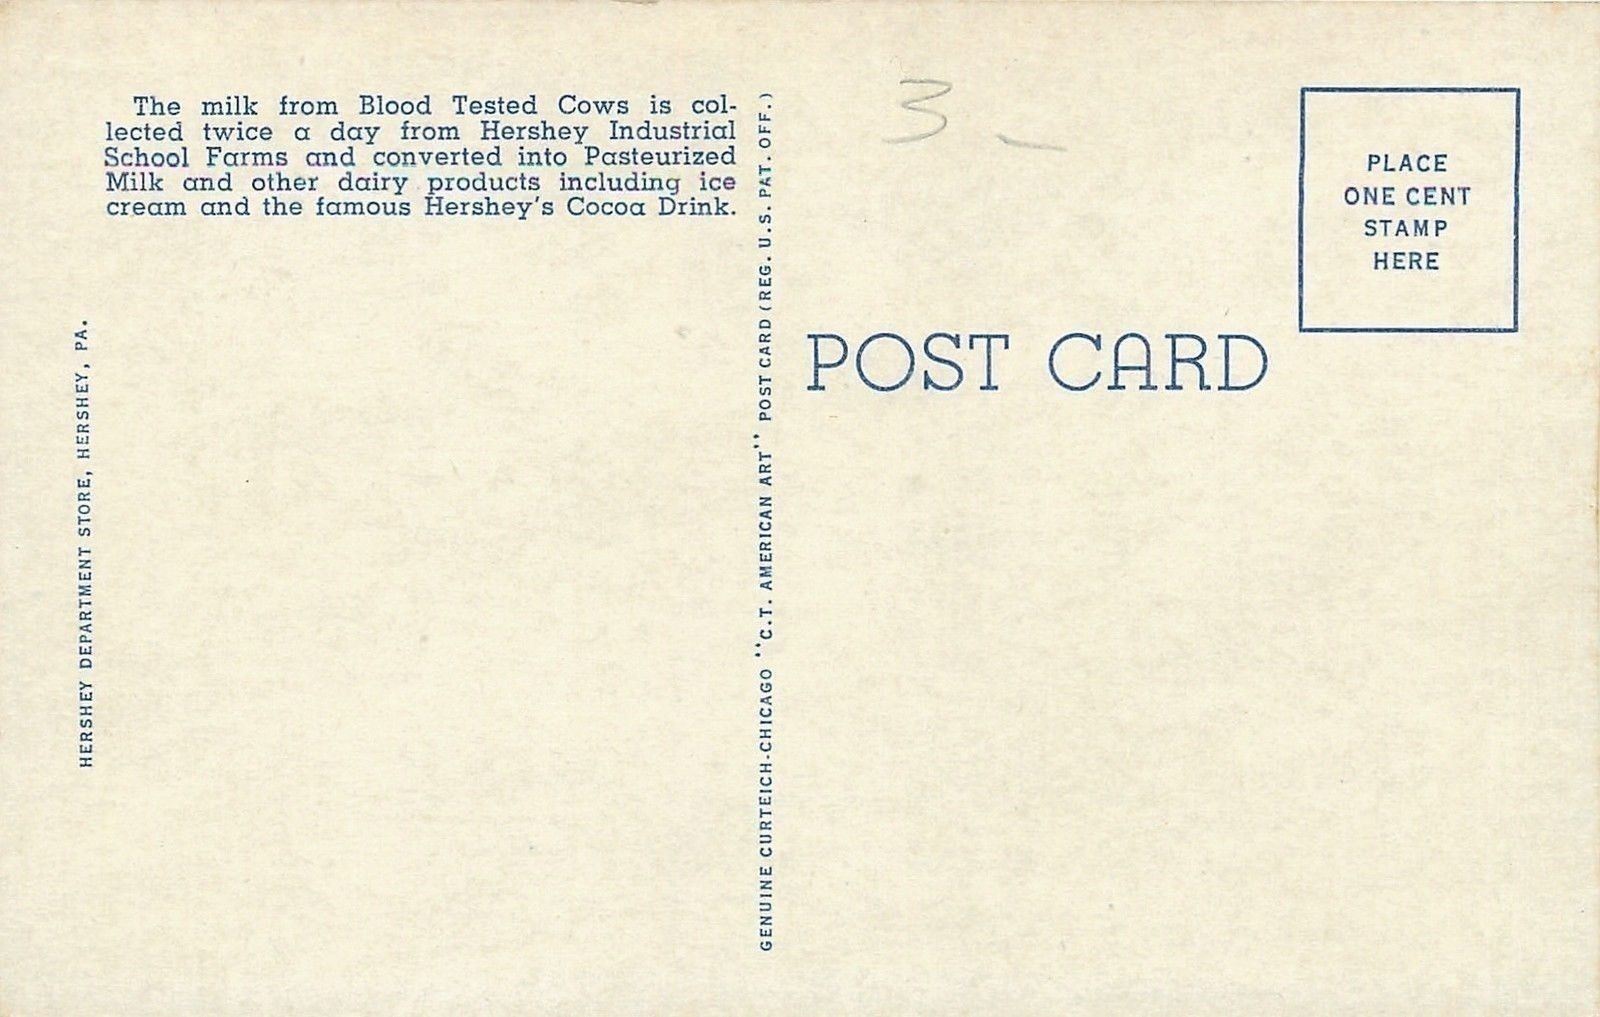 The milk from Blood Tested Cows is col-
lected twice a day from Hershey Industrial
School Farms and converted into Pasteurized
Milk and other dairy products including ice
cream and the famous Hershey's Cocoa Drink.
HERSHEY DEPARTMENT STORE, HERSHEY, PA.
GENUINE CURTEICH-CHICAGO "C.T. AMERICAN ART" POST CARD (REG. U.S. PAT. OFF.)
3 -
POST CARD
PLACE
ONE CENT
STAMP
HERE